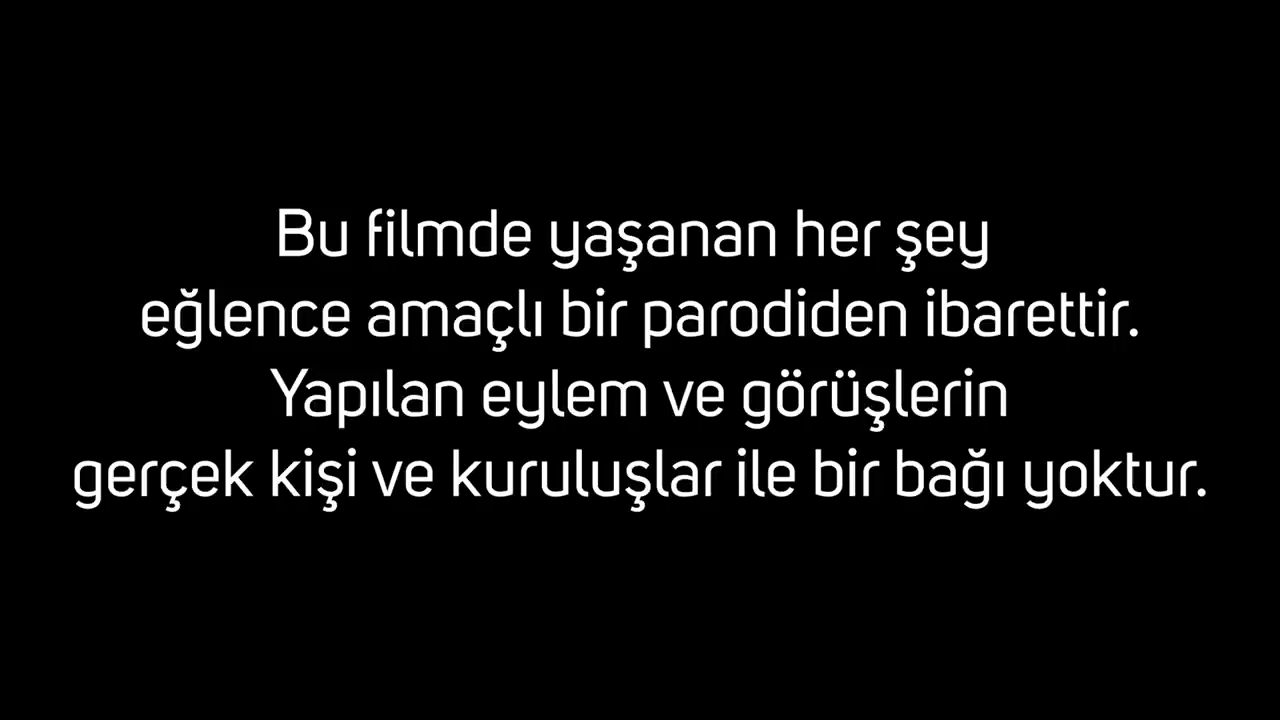 Bu filmde yaşanan her şey
eğlence amaçlı bir parodiden ibarettir.
Yapılan eylem ve görüşlerin
gerçek kişi ve kuruluşlar ile bir bağı yoktur.